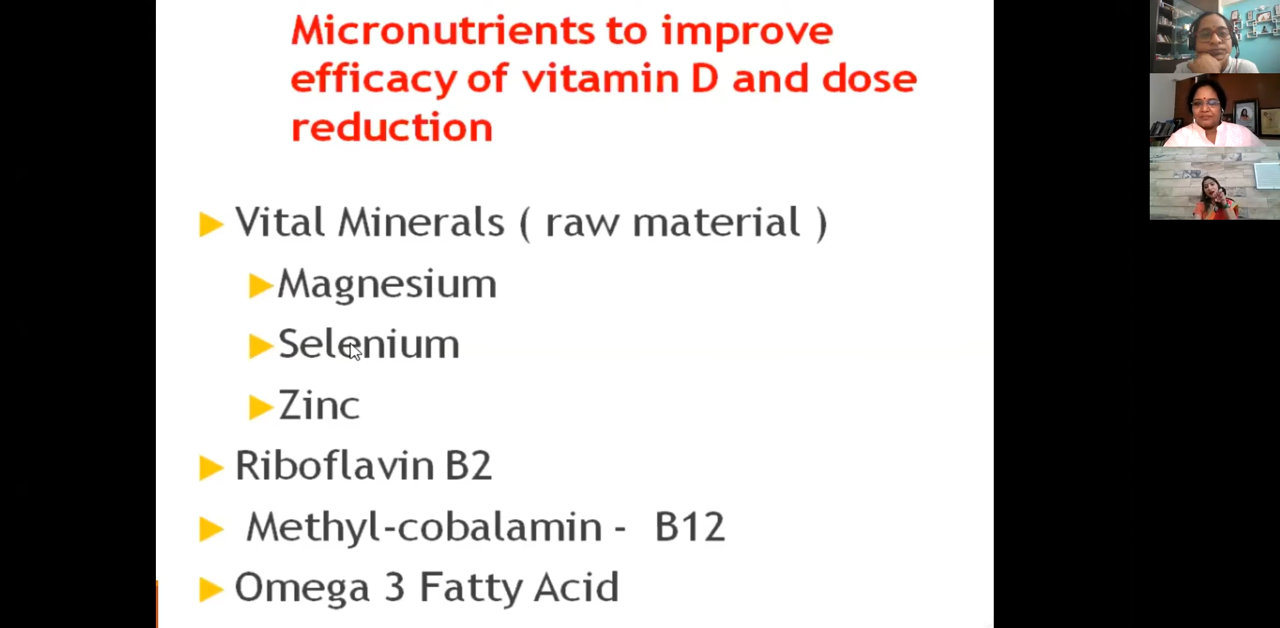 Micronutrients to improve
efficacy of vitamin D and dose
reduction
Vital Minerals ( raw material )
Magnesium
Selenium
Zinc
Riboflavin B2
Methyl-cobalamin - B12
Omega 3 Fatty Acid